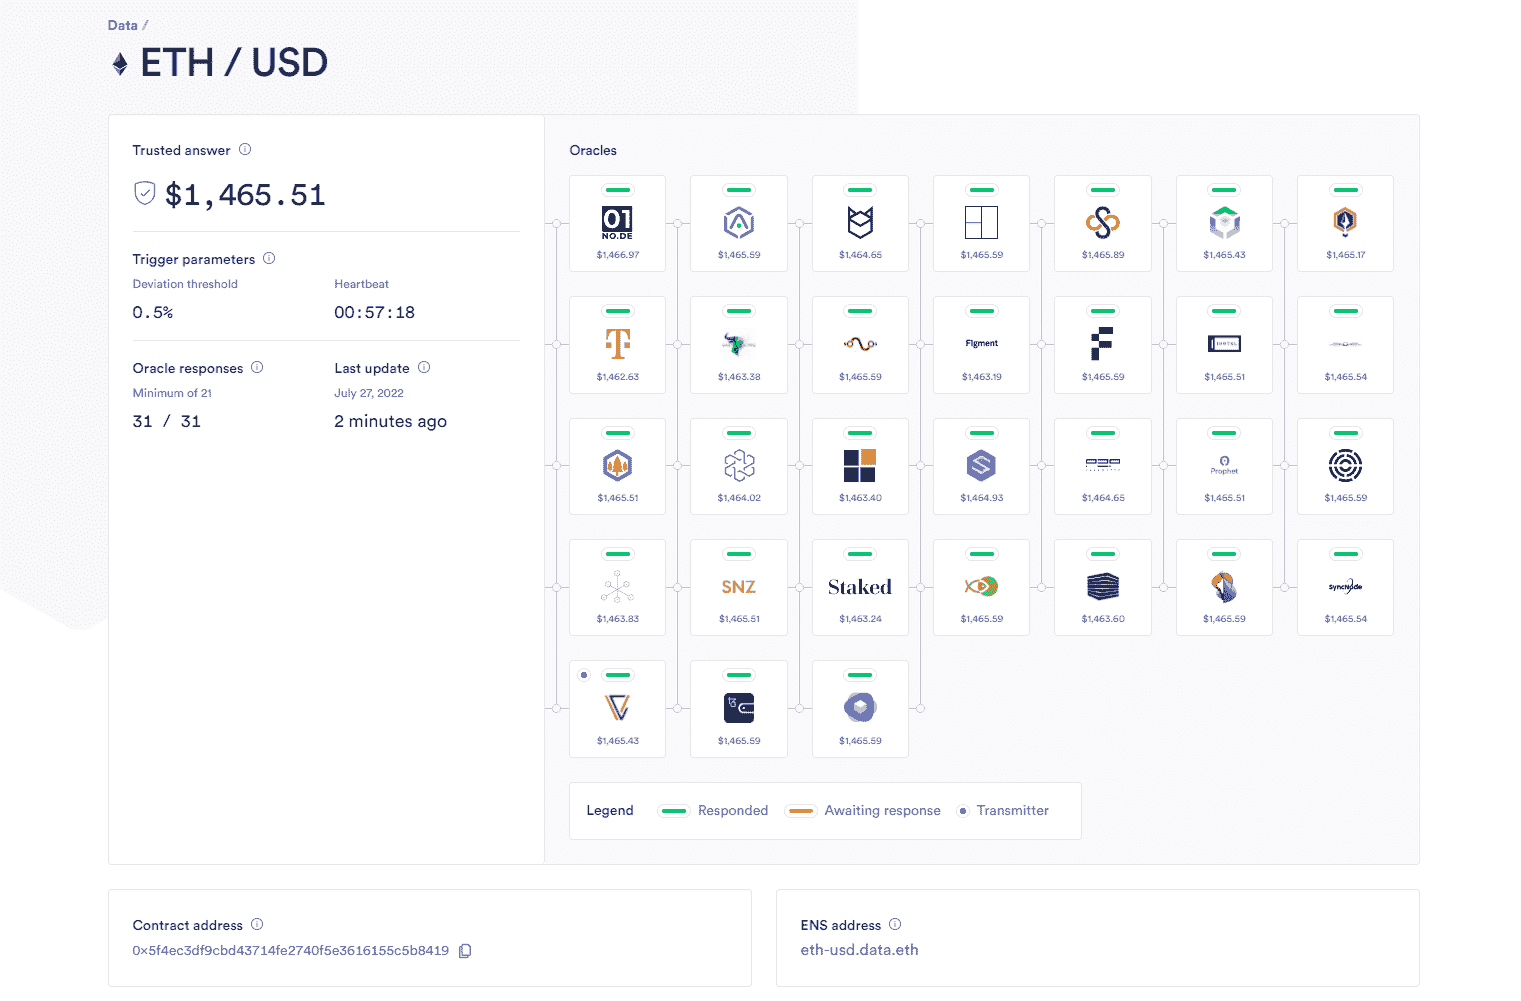 Data /
ETH / USD
Trusted answer
$1,465.51
Trigger parameters
Deviation threshold
Heartbeat
0.5%
00:57:18
Oracle responses
Last update
Minimum of 21
July 27, 2022
31 / 31
2 minutes ago
Oracles
01
NO.DE
$1,466.97
$1,465.59
$1,464.65
$1,465.59
$1,465.89
$1,465.43
$1,465.17
$1,462.63
$1,463.38
$1,465.59
Figment
$1,463.19
$1,465.59
$1,465.51
$1,465.54
$1,465.51
$1,464.02
$1,463.40
$1,464.93
$1,464.65
Prophet
$1,465.51
$1,465.59
$1,463.83
SNZ
$1,465.51
Staked
$1,463.24
$1,465.59
$1,463.60
$1,465.59
syncnode
$1,465.54
$1,465.43
$1,465.59
$1,465.59
Legend
Responded
Awaiting response
Transmitter
Contract address
0x5f4ec3df9cbd43714fe2740f5e3616155c5b8419
ENS address
eth-usd.data.eth